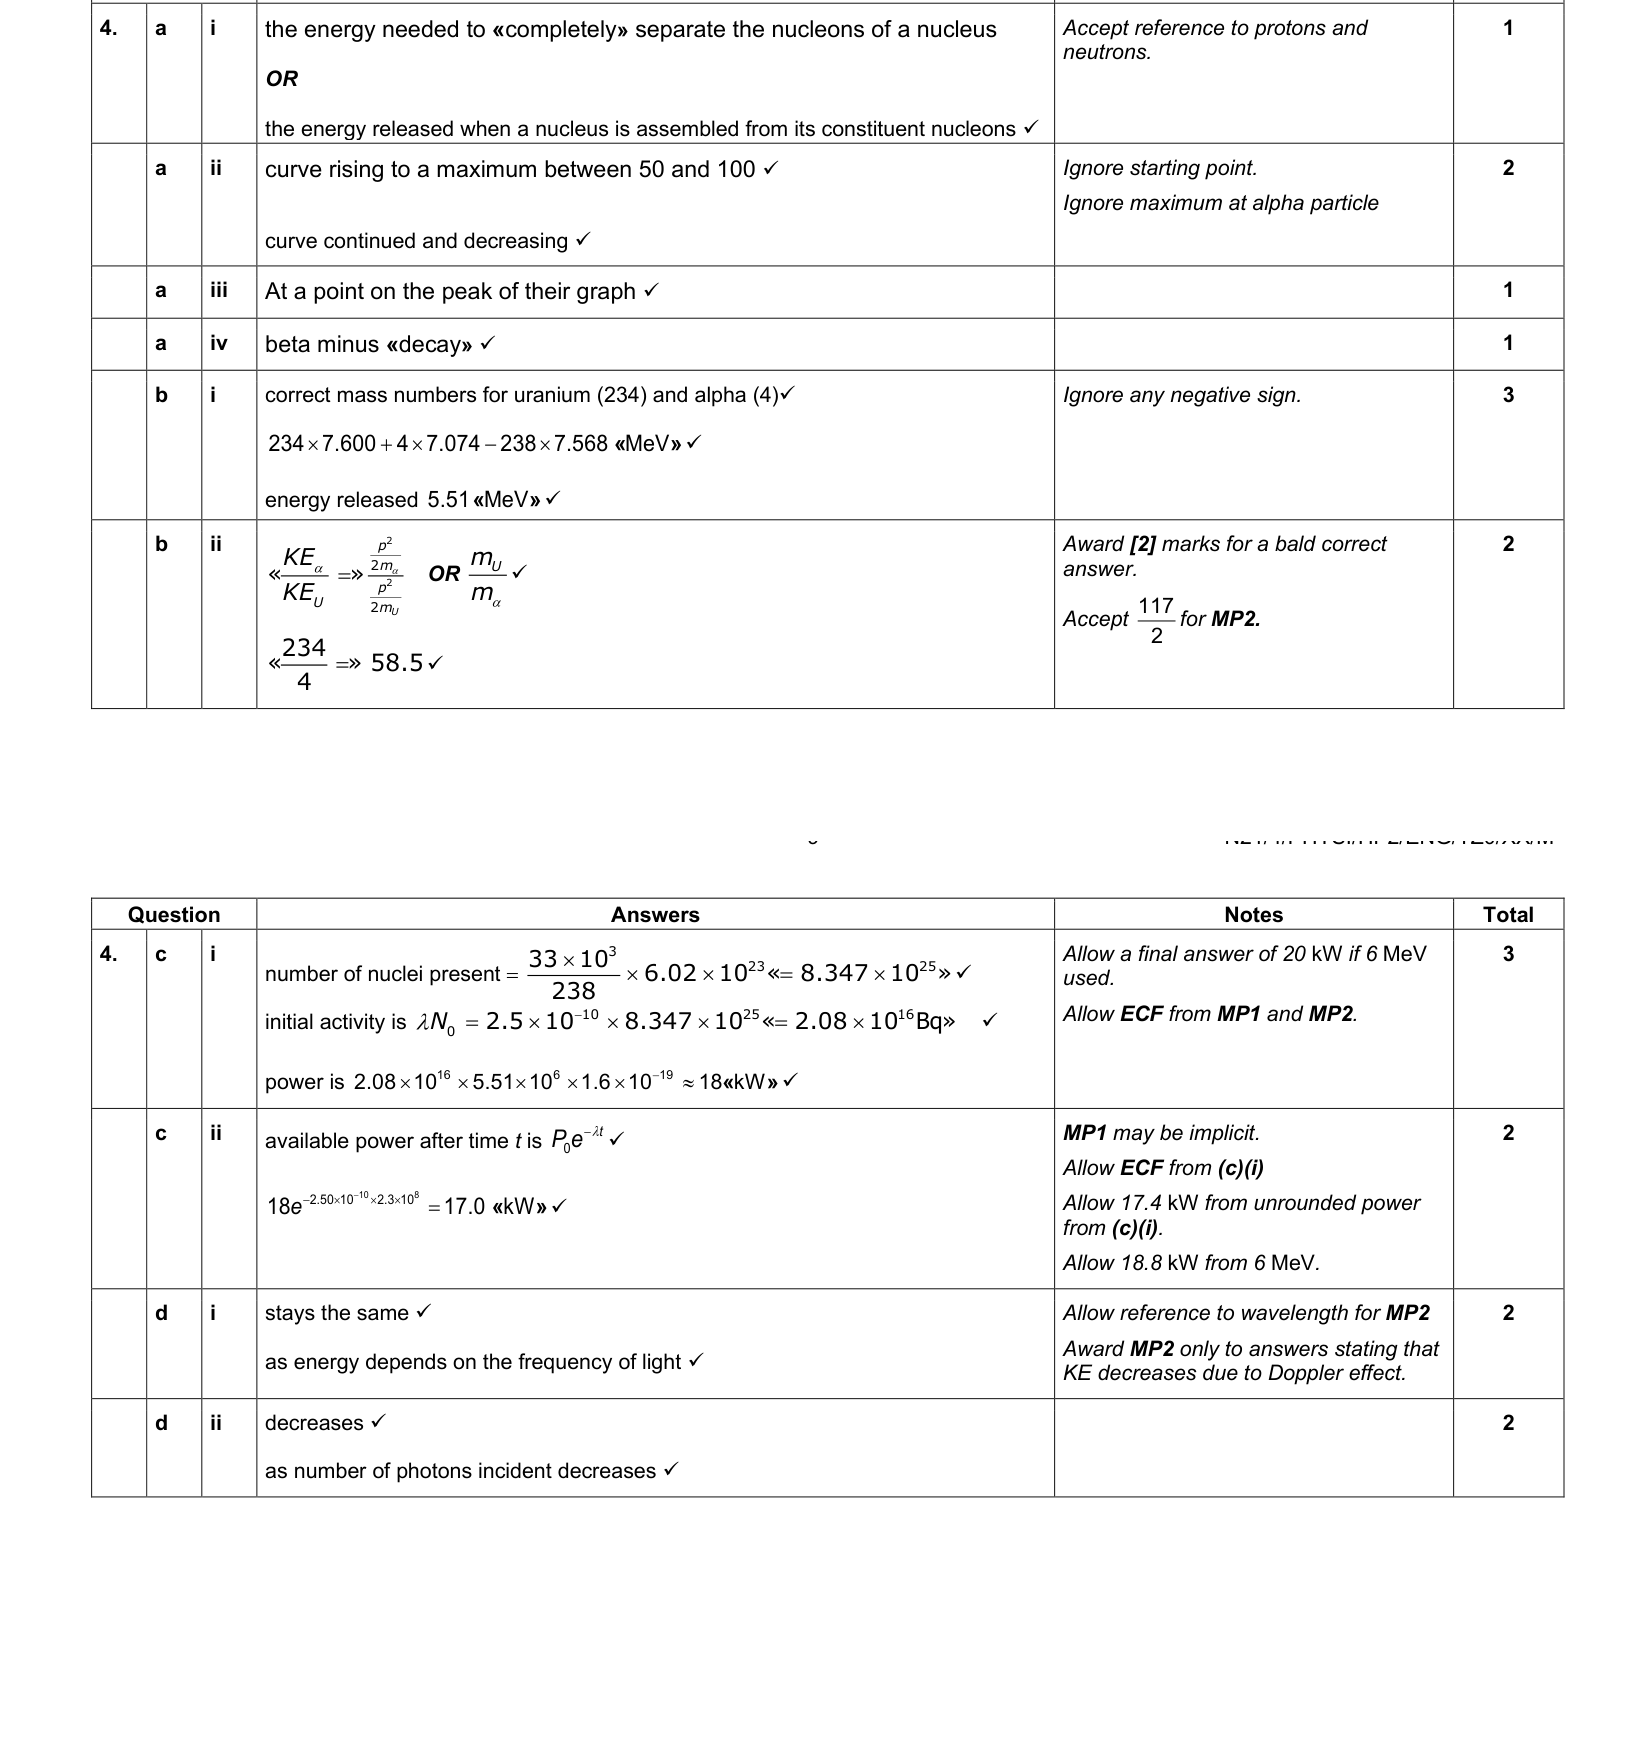 4. a i the energy needed to «completely» separate the nucleons of a nucleus Accept reference to protons and 1
neutrons.
OR
the energy released when a nucleus is assembled from its constituent nucleons ✓
a ii curve rising to a maximum between 50 and 100 ✓ Ignore starting point. 2
Ignore maximum at alpha particle
curve continued and decreasing ✓
a iii At a point on the peak of their graph ✓ 1
a iv beta minus «decay» ✓ 1
b i correct mass numbers for uranium (234) and alpha (4)✓ Ignore any negative sign. 3
234×7.600+4×7.074−238×7.568 «MeV» ✓
energy released 5.51«MeV» ✓
b ii «KE_α/KE_U =» (p²/2m_α)/(p²/2m_U) OR m_U/m_α ✓ Award [2] marks for a bald correct 2
answer.
Accept 117/2 for MP2.
«234/4 =» 58.5✓
Question Answers Notes Total
4. c i number of nuclei present = (33×10³)/238 × 6.02×10²³«= 8.347×10²⁵» ✓ Allow a final answer of 20 kW if 6 MeV 3
used.
initial activity is λN₀ = 2.5×10⁻¹⁰ × 8.347×10²⁵«= 2.08×10¹⁶Bq» ✓ Allow ECF from MP1 and MP2.
power is 2.08×10¹⁶ ×5.51×10⁶ ×1.6×10⁻¹⁹ ≈18«kW» ✓
c ii available power after time t is P₀e^(−λt) ✓ MP1 may be implicit. 2
Allow ECF from (c)(i)
18e^(−2.50×10⁻¹⁰×2.3×10⁸) = 17.0 «kW» ✓ Allow 17.4 kW from unrounded power
from (c)(i).
Allow 18.8 kW from 6 MeV.
d i stays the same ✓ Allow reference to wavelength for MP2 2
as energy depends on the frequency of light ✓ Award MP2 only to answers stating that
KE decreases due to Doppler effect.
d ii decreases ✓ 2
as number of photons incident decreases ✓